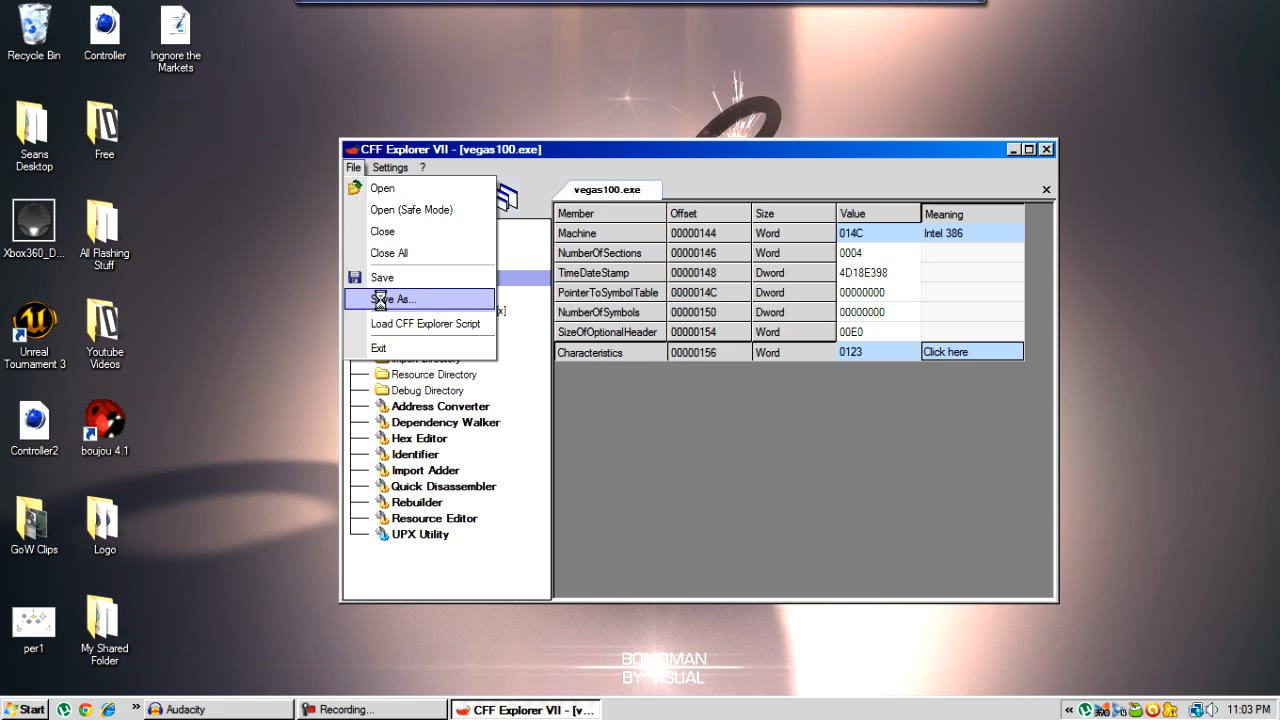 Recycle Bin
Controller
Ingnore the
Markets
Seans
Desktop
Free
Xbox360_D...
All Flashing
Stuff
Unreal
Tournament 3
Youtube
Videos
Controller2
boujou 4.1
GoW Clips
Logo
per1
My Shared
Folder
CFF Explorer VII - [vegas100.exe]
File Settings ?
Open
Open (Safe Mode)
Close
Close All
Save
As...
Load CFF Explorer Script
Exit
[x]
Resource Directory
Debug Directory
Address Converter
Dependency Walker
Hex Editor
Identifier
Import Adder
Quick Disassembler
Rebuilder
Resource Editor
UPX Utility
vegas100.exe
Member Offset Size Value Meaning
Machine 00000144 Word 014C Intel 386
NumberOfSections 00000146 Word 0004
TimeDateStamp 00000148 Dword 4D18E398
PointerToSymbolTable 0000014C Dword 00000000
NumberOfSymbols 00000150 Dword 00000000
SizeOfOptionalHeader 00000154 Word 00E0
Characteristics 00000156 Word 0123 Click here
BY: VISUAL
Start
Audacity
Recording...
CFF Explorer VII - [v...
11:03 PM